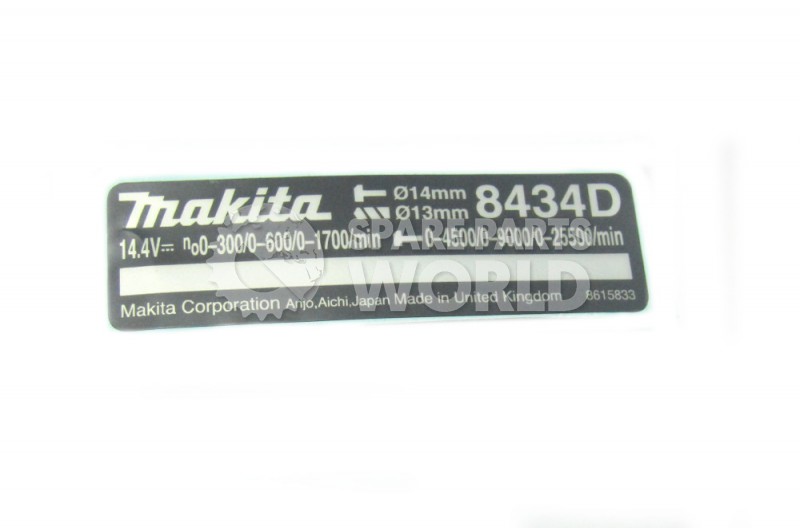 makita Ø14mm 8434D
Ø13mm
14.4V⎓ n₀0-300/0-600/0-1700/min 0-4500/0-9000/0-25500/min
Makita Corporation Anjo,Aichi,Japan Made in United Kingdom 8615833
SPARE PARTS
WORLD